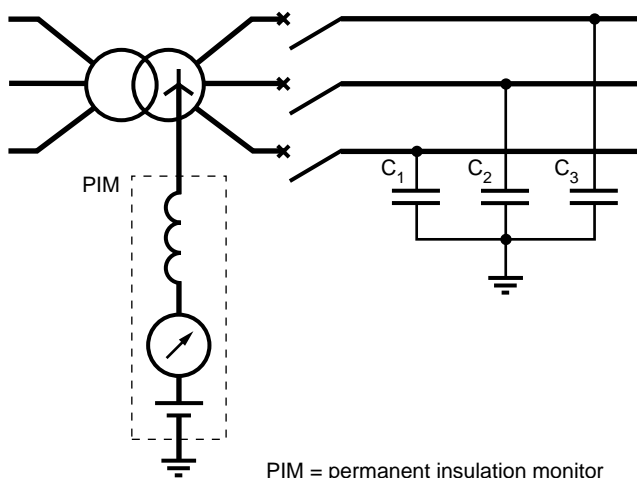 C1 C2 C3
PIM
PIM = permanent insulation monitor